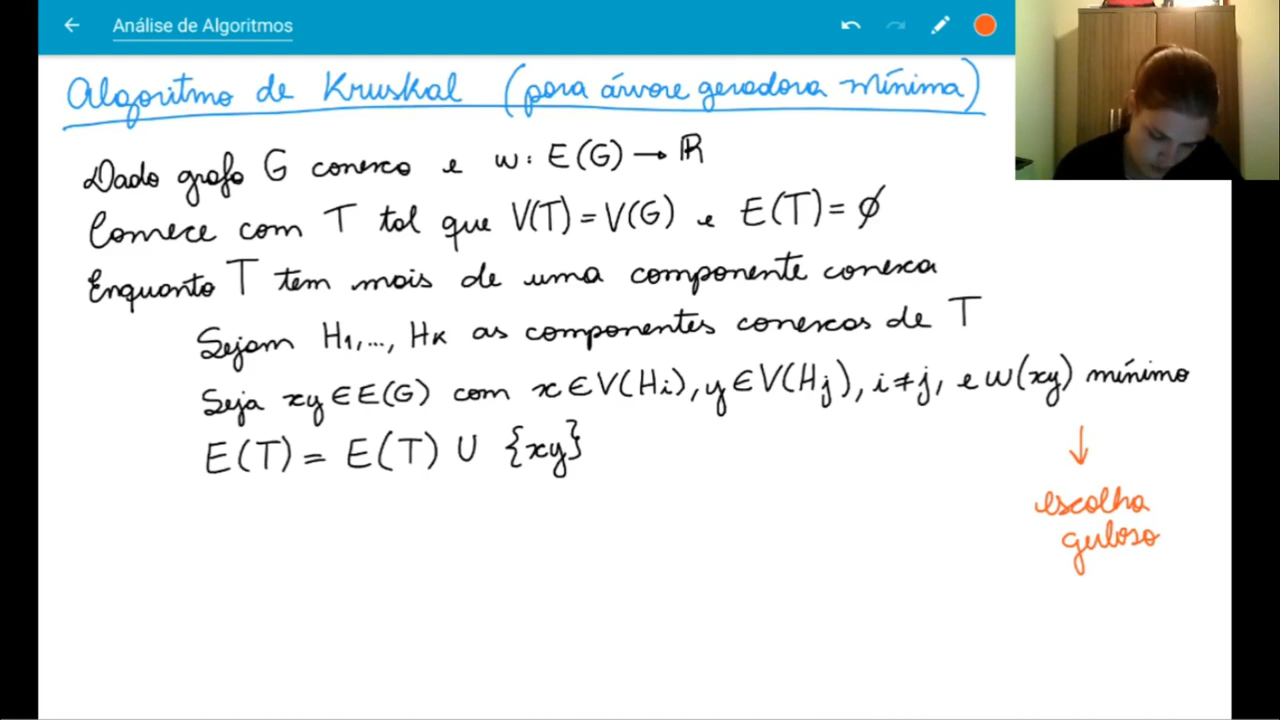 Análise de Algoritmos
Algoritmo de Kruskal (para árvore geradora mínima)
Dado grafo G conexo e w: E(G) → ℝ
Comece com T tal que V(T) = V(G) e E(T) = ∅
Enquanto T tem mais de uma componente conexa
Sejam H₁, ..., Hₖ as componentes conexas de T
Seja xy ∈ E(G) com x ∈ V(Hᵢ), y ∈ V(Hⱼ), i ≠ j, e w(xy) mínimo
E(T) = E(T) ∪ {xy}
↓
escolha
gulosa